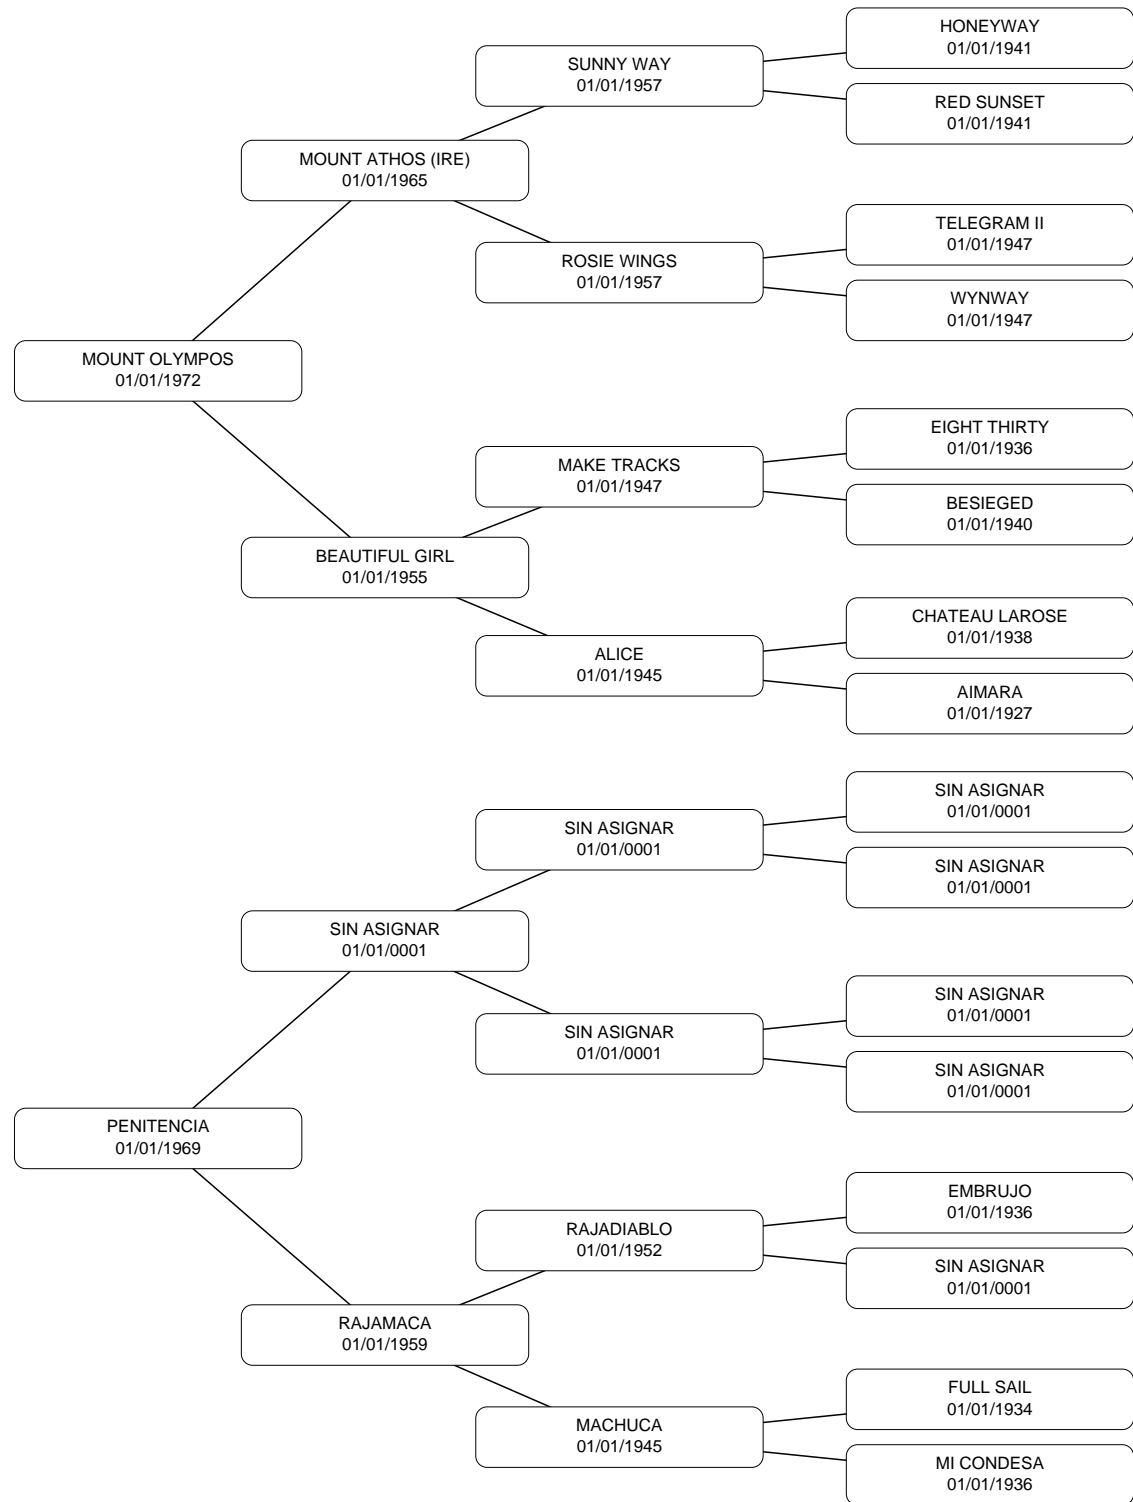 HONEYWAY
01/01/1941
SUNNY WAY
01/01/1957
RED SUNSET
01/01/1941
MOUNT ATHOS (IRE)
01/01/1965
TELEGRAM II
01/01/1947
ROSIE WINGS
01/01/1957
WYNWAY
01/01/1947
MOUNT OLYMPOS
01/01/1972
EIGHT THIRTY
01/01/1936
MAKE TRACKS
01/01/1947
BESIEGED
01/01/1940
BEAUTIFUL GIRL
01/01/1955
CHATEAU LAROSE
01/01/1938
ALICE
01/01/1945
AIMARA
01/01/1927
SIN ASIGNAR
01/01/0001
SIN ASIGNAR
01/01/0001
SIN ASIGNAR
01/01/0001
SIN ASIGNAR
01/01/0001
SIN ASIGNAR
01/01/0001
SIN ASIGNAR
01/01/0001
SIN ASIGNAR
01/01/0001
PENITENCIA
01/01/1969
EMBRUJO
01/01/1936
RAJADIABLO
01/01/1952
SIN ASIGNAR
01/01/0001
RAJAMACA
01/01/1959
FULL SAIL
01/01/1934
MACHUCA
01/01/1945
MI CONDESA
01/01/1936